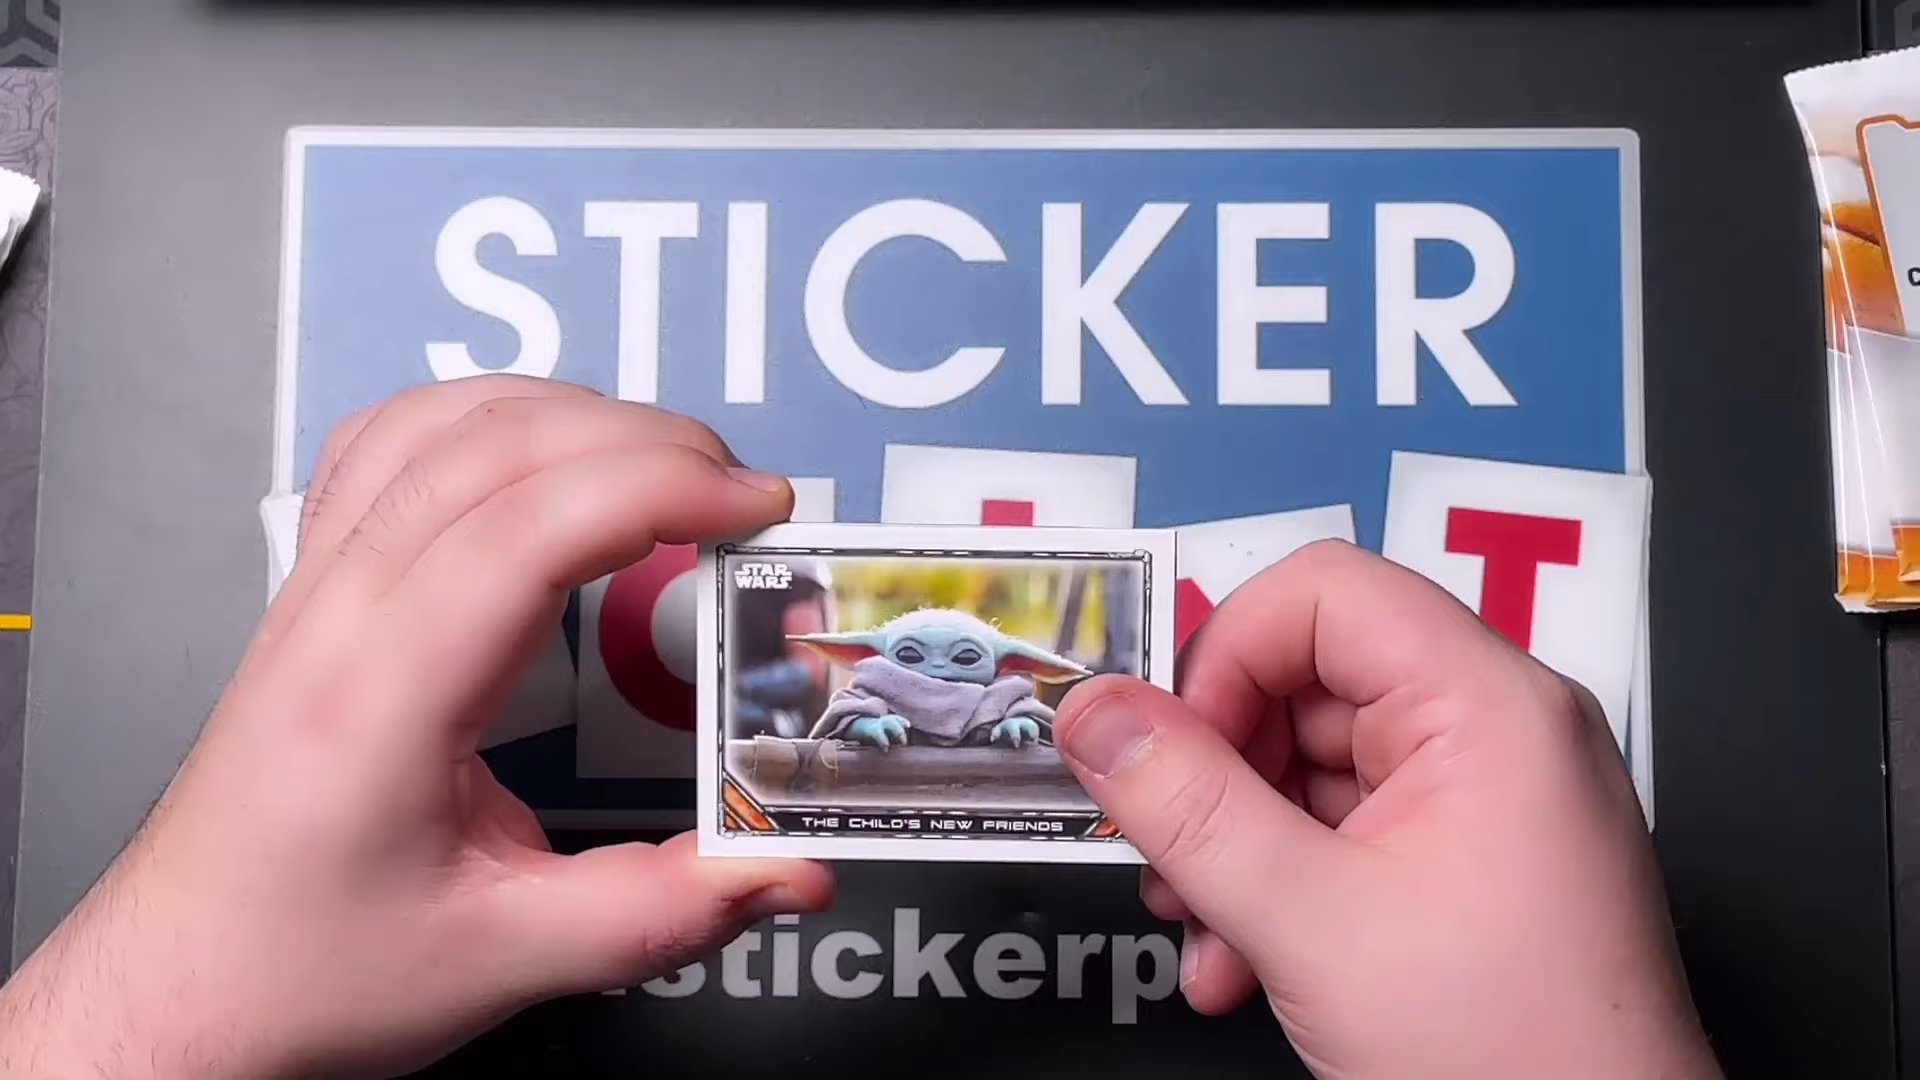 STICKER
T
STAR
WARS
THE CHILD'S NEW FRIENDS
stickerp